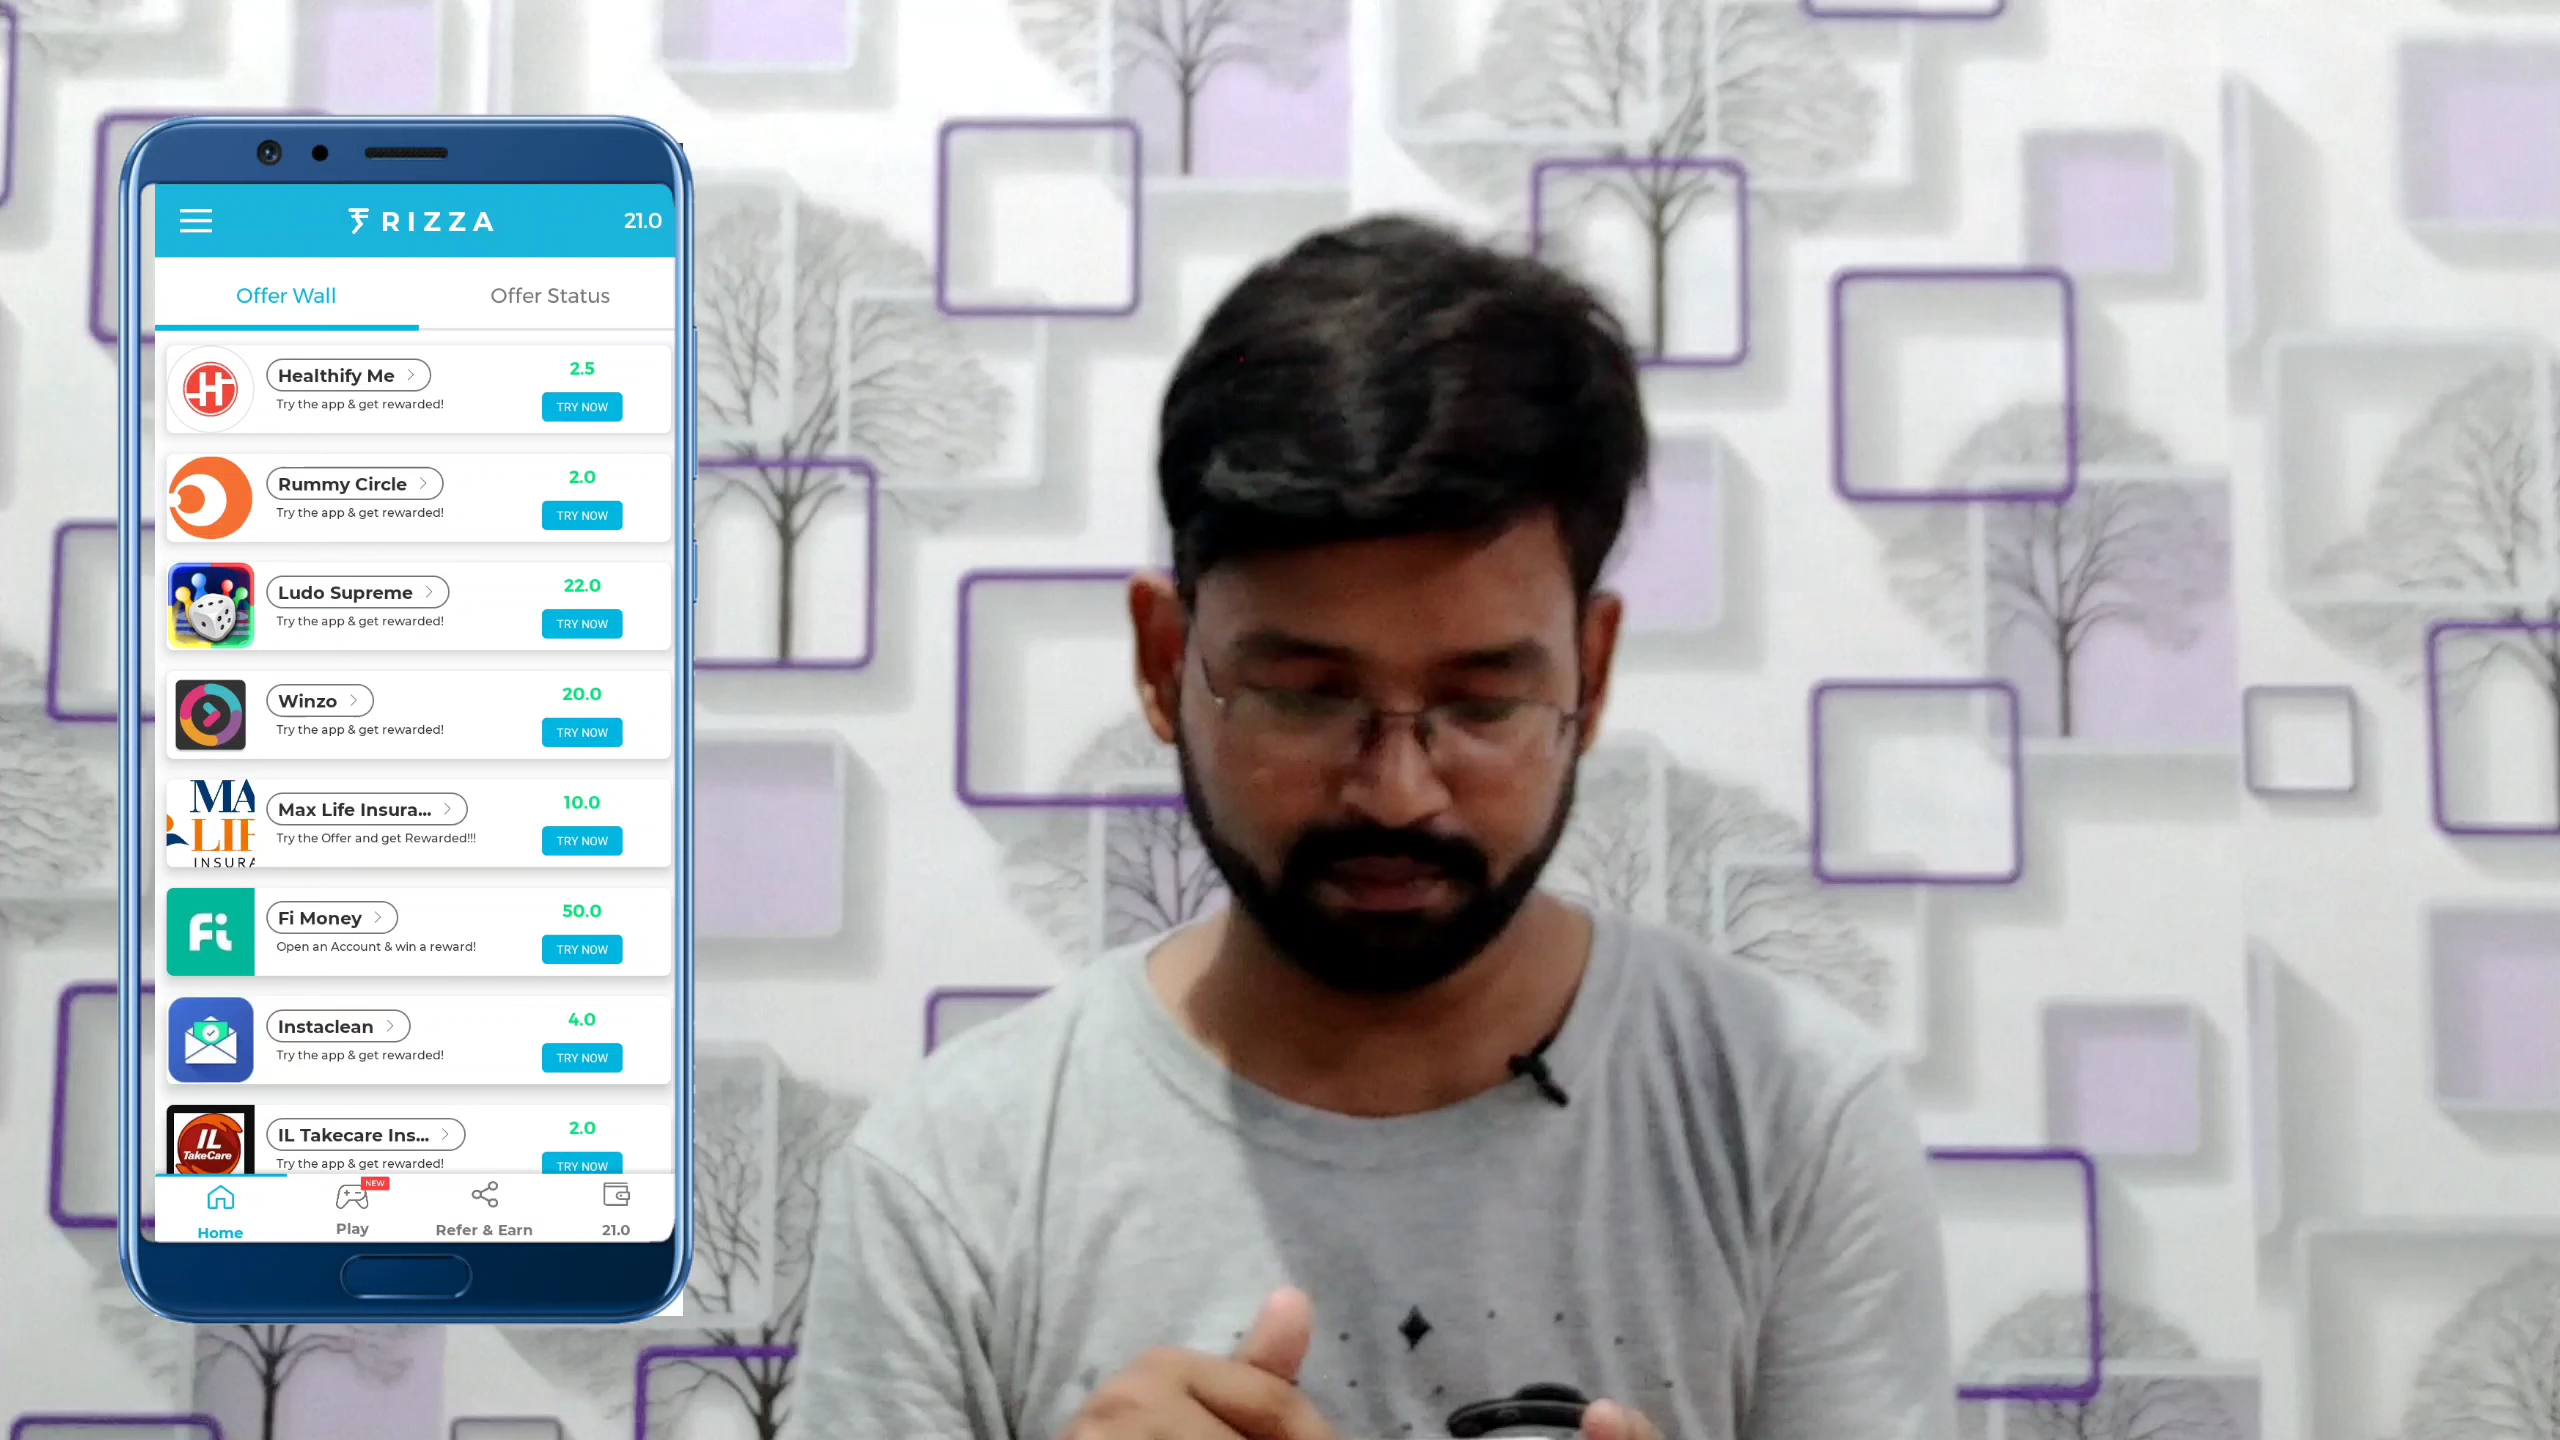 RIZZA
21.0
Offer Wall
Offer Status
Healthify Me
2.5
Try the app & get rewarded!
TRY NOW
Rummy Circle
2.0
Try the app & get rewarded!
TRY NOW
Ludo Supreme
22.0
Try the app & get rewarded!
TRY NOW
Winzo
20.0
Try the app & get rewarded!
TRY NOW
MA
LIF
INSURA
Max Life Insura...
10.0
Try the Offer and get Rewarded!!!
TRY NOW
Fi
Fi Money
50.0
Open an Account & win a reward!
TRY NOW
Instaclean
4.0
Try the app & get rewarded!
TRY NOW
IL
TakeCare
IL Takecare Ins...
2.0
Try the app & get rewarded!
TRY NOW
NEW
Home
Play
Refer & Earn
21.0